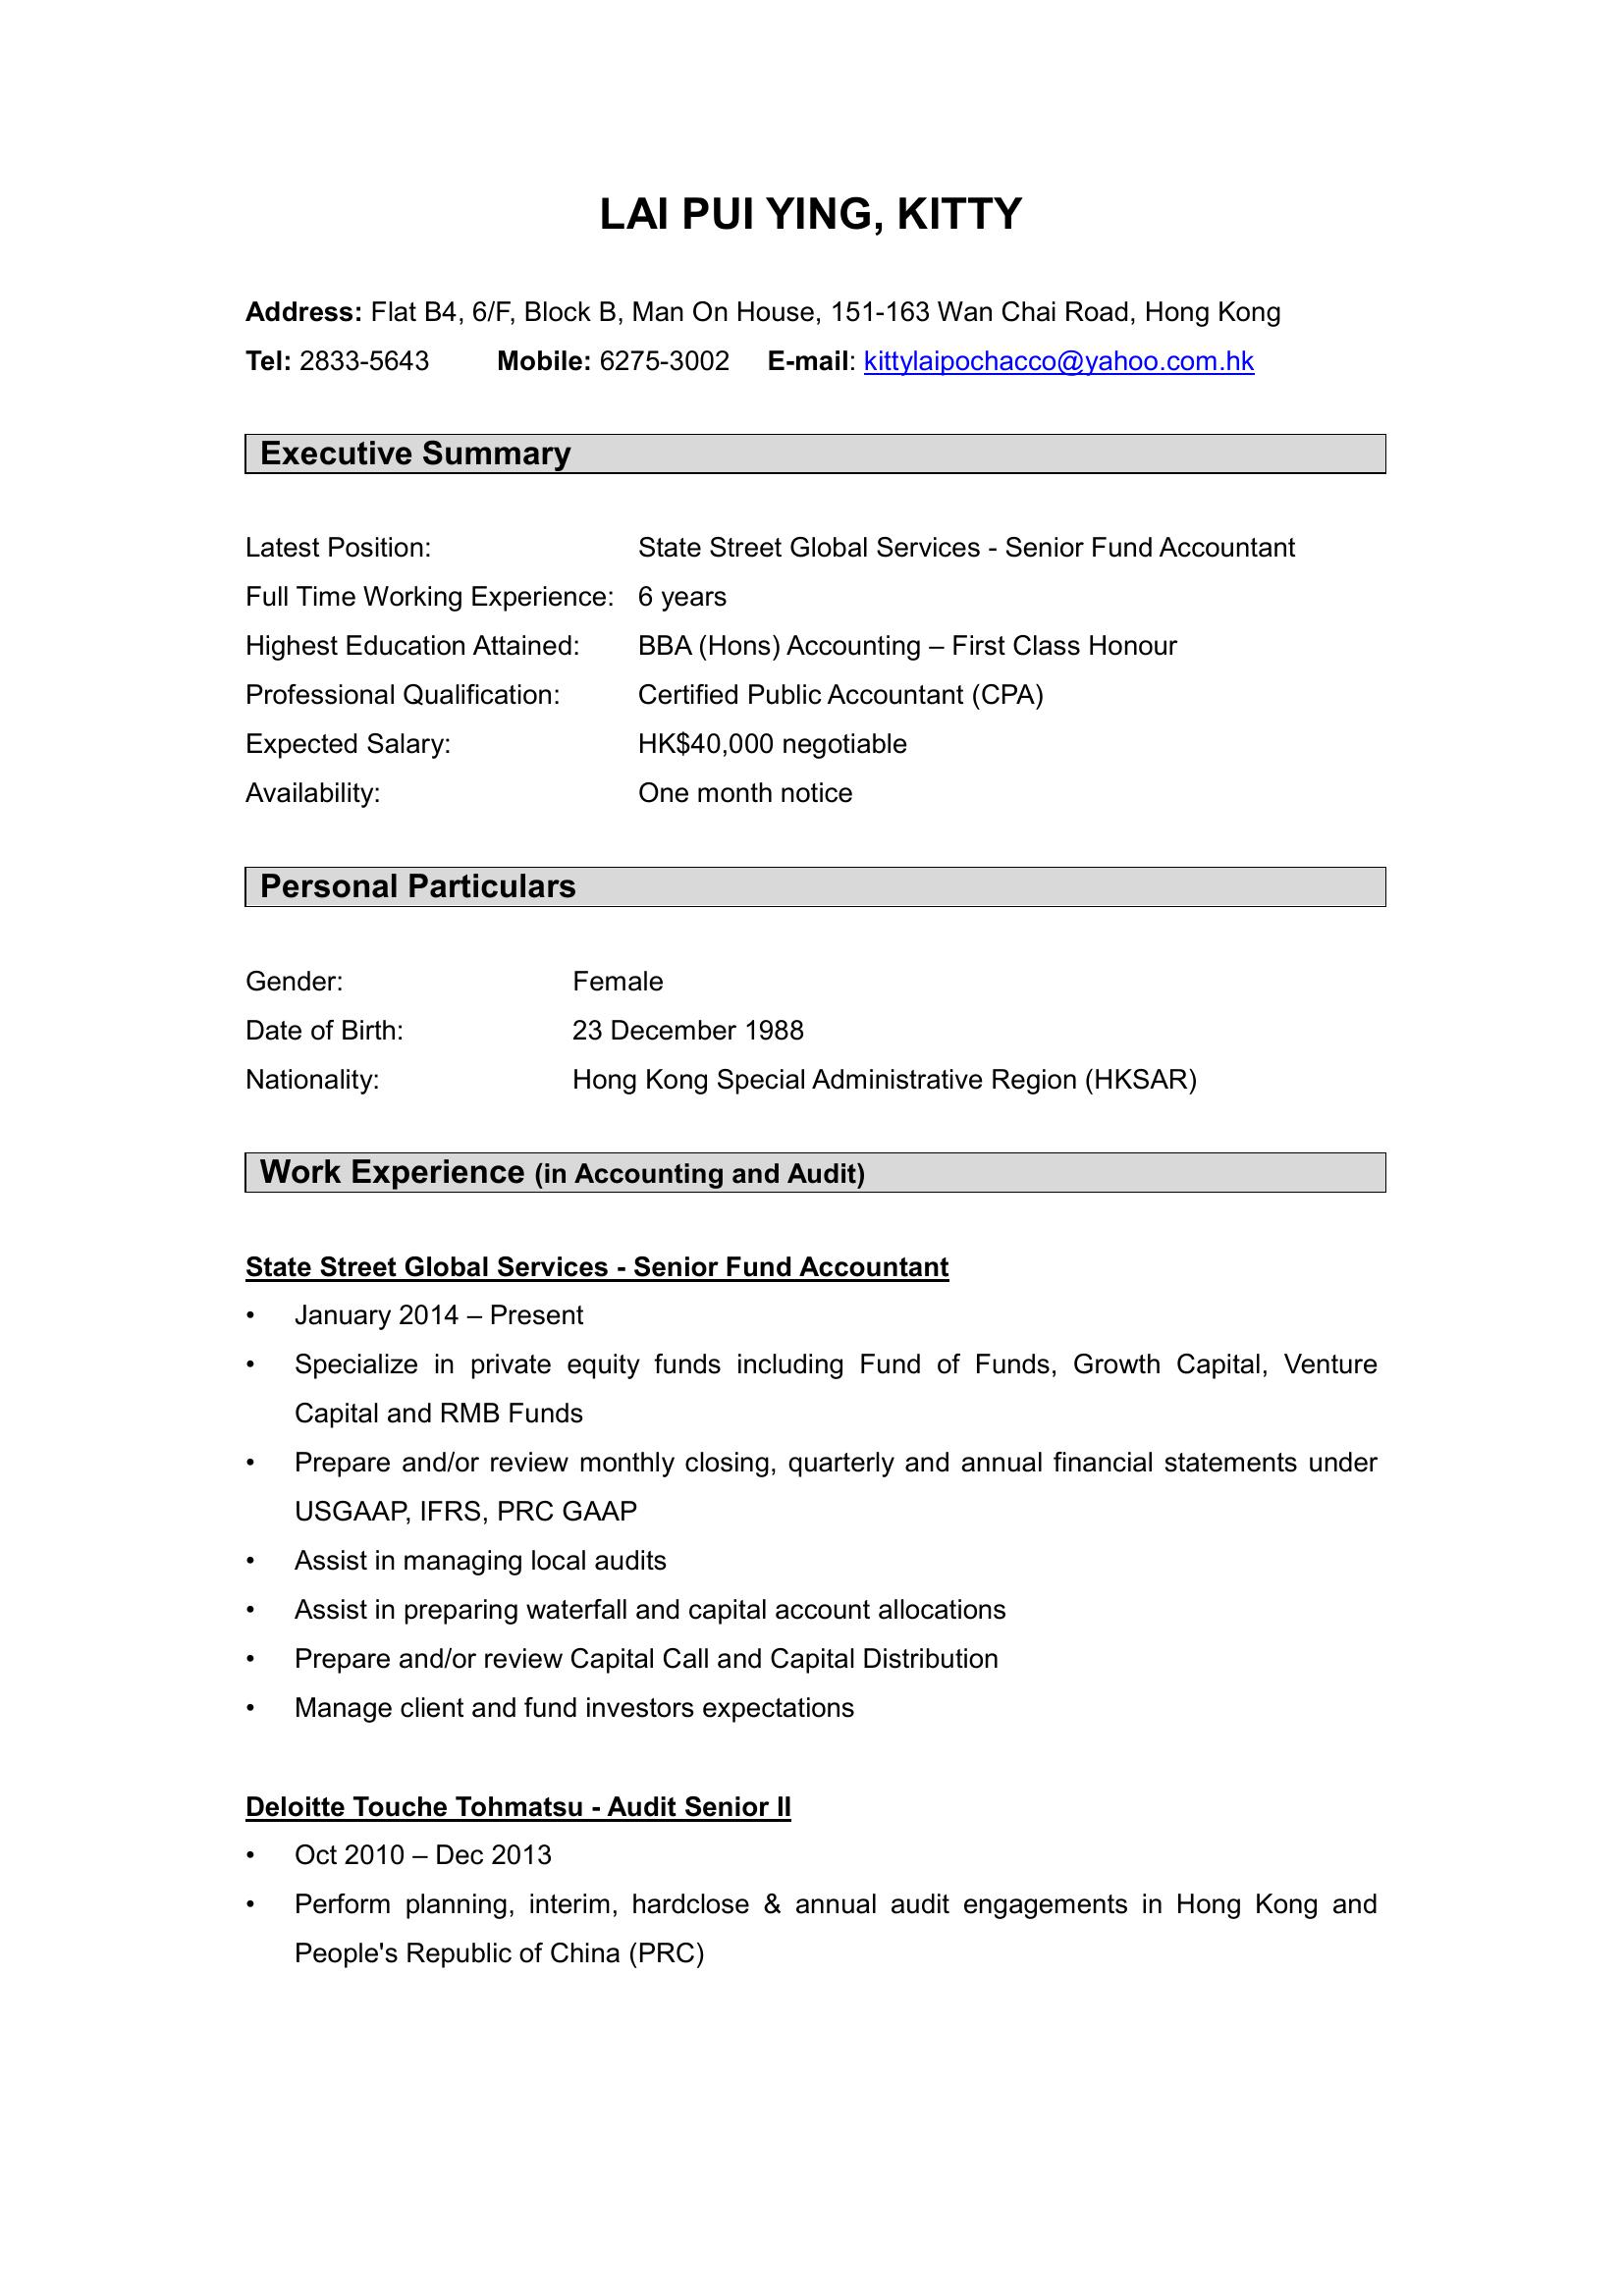 LAI PUI YING, KITTY
Address: Flat B4, 6/F, Block B, Man On House, 151-163 Wan Chai Road, Hong Kong
Tel: 2833-5643 Mobile: 6275-3002 E-mail: kittylaipochacco@yahoo.com.hk
Executive Summary
Latest Position: State Street Global Services - Senior Fund Accountant
Full Time Working Experience: 6 years
Highest Education Attained: BBA (Hons) Accounting – First Class Honour
Professional Qualification: Certified Public Accountant (CPA)
Expected Salary: HK$40,000 negotiable
Availability: One month notice
Personal Particulars
Gender: Female
Date of Birth: 23 December 1988
Nationality: Hong Kong Special Administrative Region (HKSAR)
Work Experience (in Accounting and Audit)
State Street Global Services - Senior Fund Accountant
• January 2014 – Present
• Specialize in private equity funds including Fund of Funds, Growth Capital, Venture
Capital and RMB Funds
• Prepare and/or review monthly closing, quarterly and annual financial statements under
USGAAP, IFRS, PRC GAAP
• Assist in managing local audits
• Assist in preparing waterfall and capital account allocations
• Prepare and/or review Capital Call and Capital Distribution
• Manage client and fund investors expectations
Deloitte Touche Tohmatsu - Audit Senior II
• Oct 2010 – Dec 2013
• Perform planning, interim, hardclose & annual audit engagements in Hong Kong and
People's Republic of China (PRC)